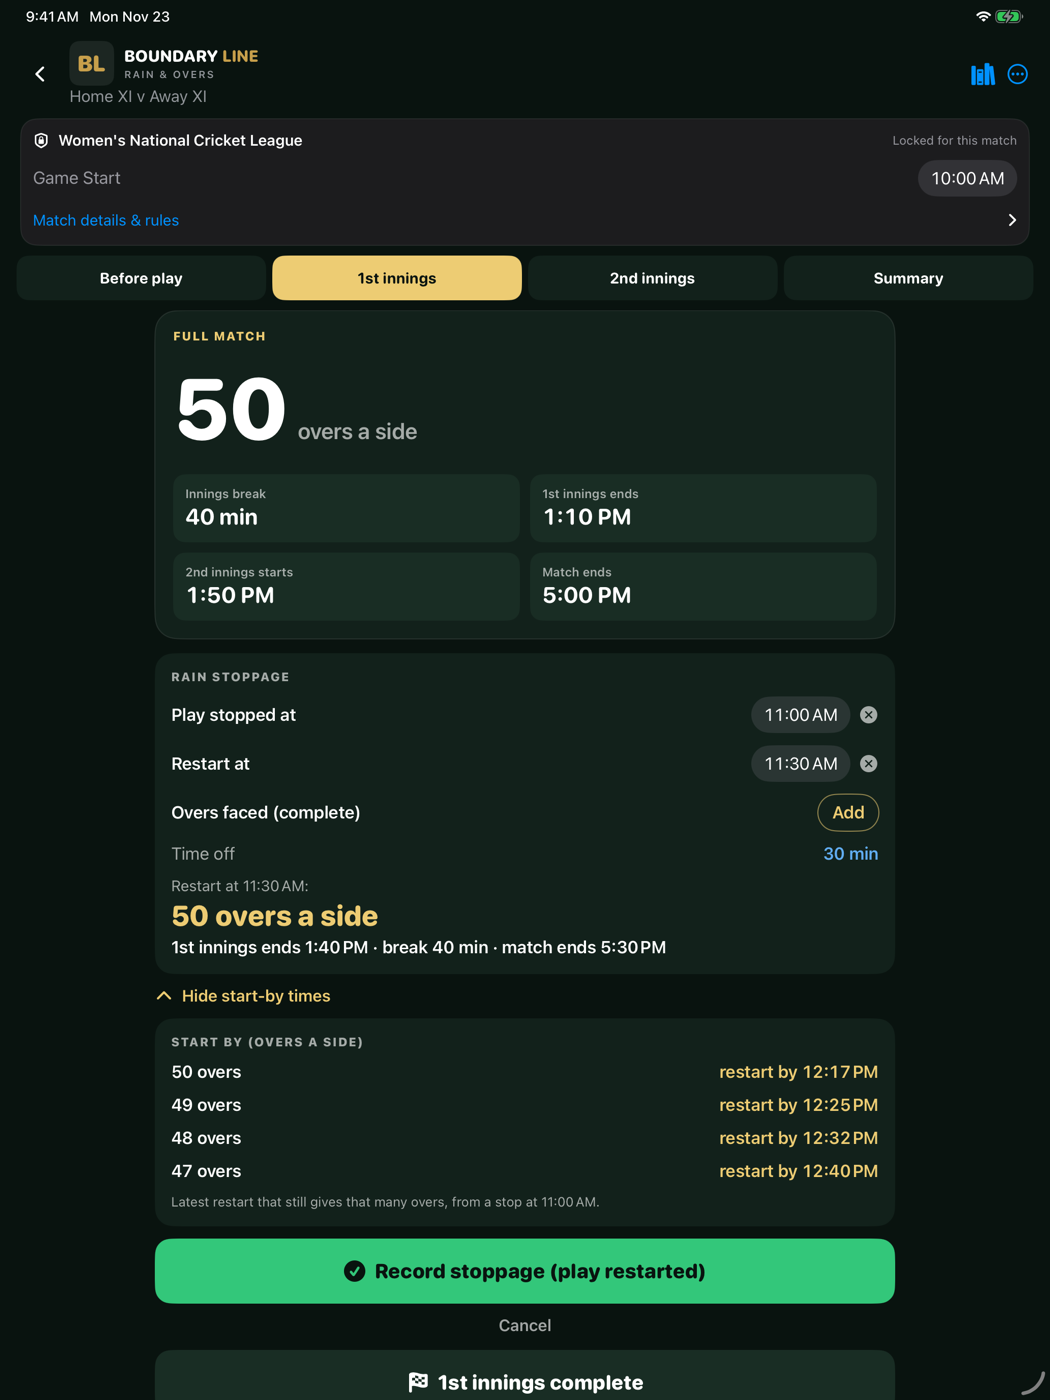 9:41 AM Mon Nov 23
BL
BOUNDARY LINE
RAIN & OVERS
Home XI v Away XI
Women's National Cricket League
Locked for this match
Game Start
10:00 AM
Match details & rules
Before play
1st innings
2nd innings
Summary
FULL MATCH
50 overs a side
Innings break
40 min
1st innings ends
1:10 PM
2nd innings starts
1:50 PM
Match ends
5:00 PM
RAIN STOPPAGE
Play stopped at
11:00 AM
Restart at
11:30 AM
Overs faced (complete)
Add
Time off
30 min
Restart at 11:30 AM:
50 overs a side
1st innings ends 1:40 PM · break 40 min · match ends 5:30 PM
Hide start-by times
START BY (OVERS A SIDE)
50 overs
restart by 12:17 PM
49 overs
restart by 12:25 PM
48 overs
restart by 12:32 PM
47 overs
restart by 12:40 PM
Latest restart that still gives that many overs, from a stop at 11:00 AM.
Record stoppage (play restarted)
Cancel
1st innings complete